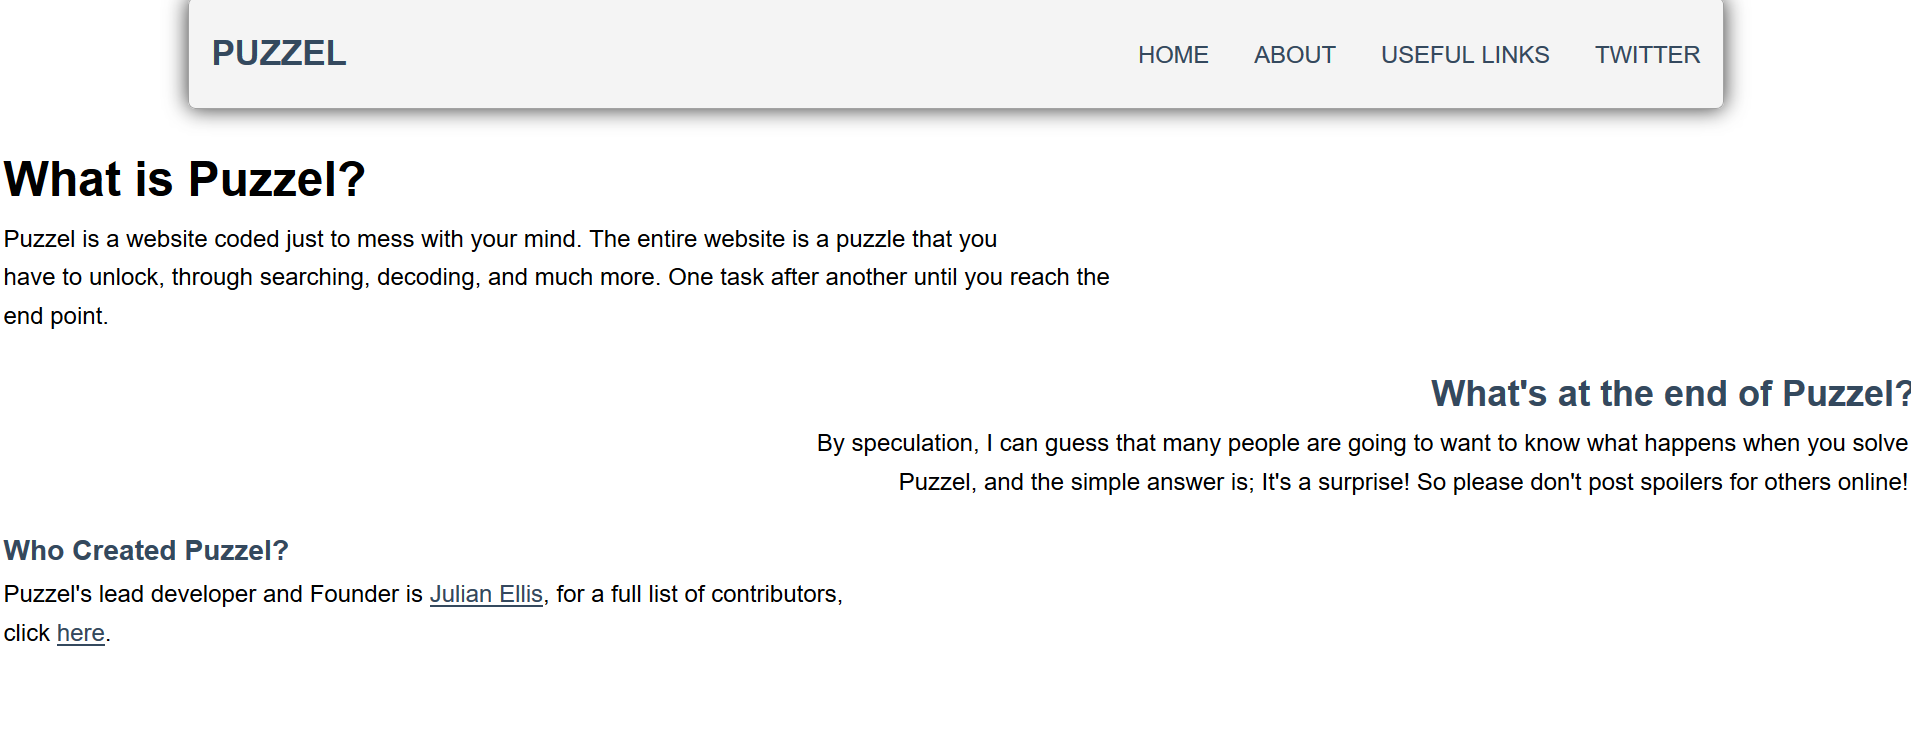 PUZZEL
HOME ABOUT USEFUL LINKS TWITTER
What is Puzzel?
Puzzel is a website coded just to mess with your mind. The entire website is a puzzle that you
have to unlock, through searching, decoding, and much more. One task after another until you reach the
end point.
What's at the end of Puzzel?
By speculation, I can guess that many people are going to want to know what happens when you solve
Puzzel, and the simple answer is; It's a surprise! So please don't post spoilers for others online!
Who Created Puzzel?
Puzzel's lead developer and Founder is Julian Ellis, for a full list of contributors,
click here.